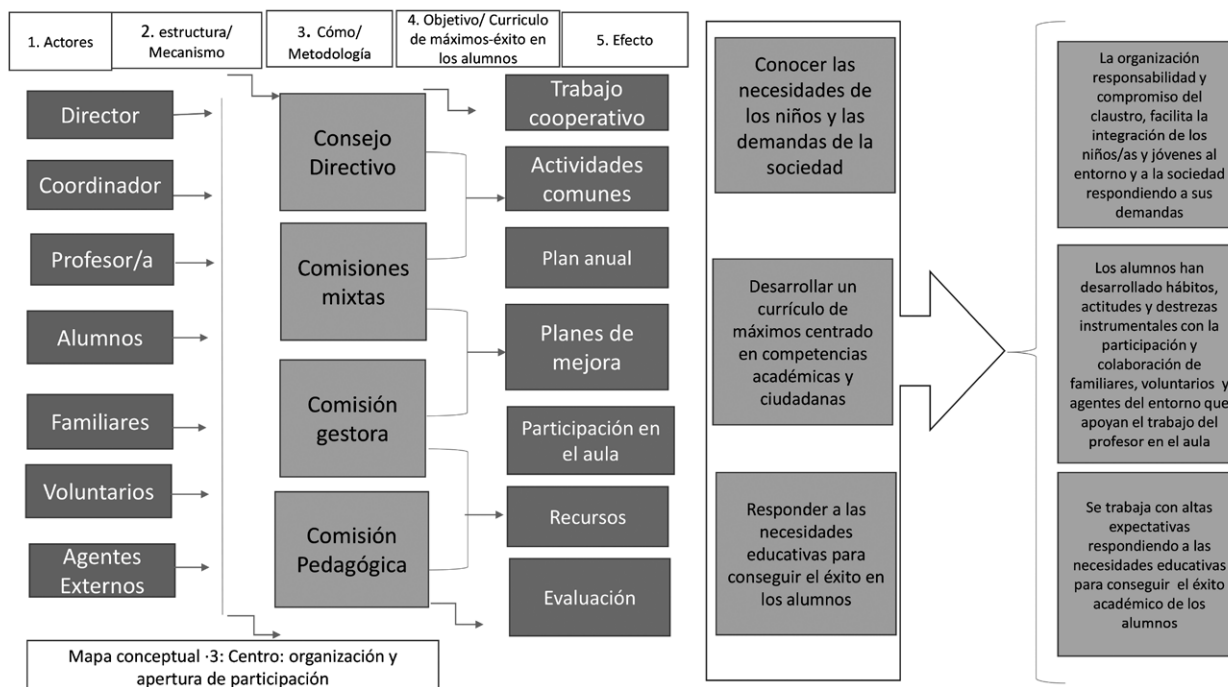 1. Actores
2. estructura/
Mecanismo
3. Cómo/
Metodología
4. Objetivo/ Curriculo
de máximos-éxito en
los alumnos
5. Efecto
Director
Coordinador
Profesor/a
Alumnos
Familiares
Voluntarios
Agentes
Externos
Consejo
Directivo
Comisiones
mixtas
Comisión
gestora
Comisión
Pedagógica
Trabajo
cooperativo
Actividades
comunes
Plan anual
Planes de
mejora
Participación en
el aula
Recursos
Evaluación
Conocer las
necesidades de
los niños y las
demandas de la
sociedad
Desarrollar un
currículo de
máximos centrado
en competencias
académicas y
ciudadanas
Responder a las
necesidades
educativas para
conseguir el éxito en
los alumnos
La organización
responsabilidad y
compromiso del
claustro, facilita la
integración de los
niños/as y jóvenes al
entorno y a la sociedad
respondiendo a sus
demandas
Los alumnos han
desarrollado hábitos,
actitudes y destrezas
instrumentales con la
participación y
colaboración de
familiares, voluntarios y
agentes del entorno que
apoyan el trabajo del
profesor en el aula
Se trabaja con altas
expectativas
respondiendo a las
necesidades educativas
para conseguir el éxito
académico de los
alumnos
Mapa conceptual ·3: Centro: organización y
apertura de participación